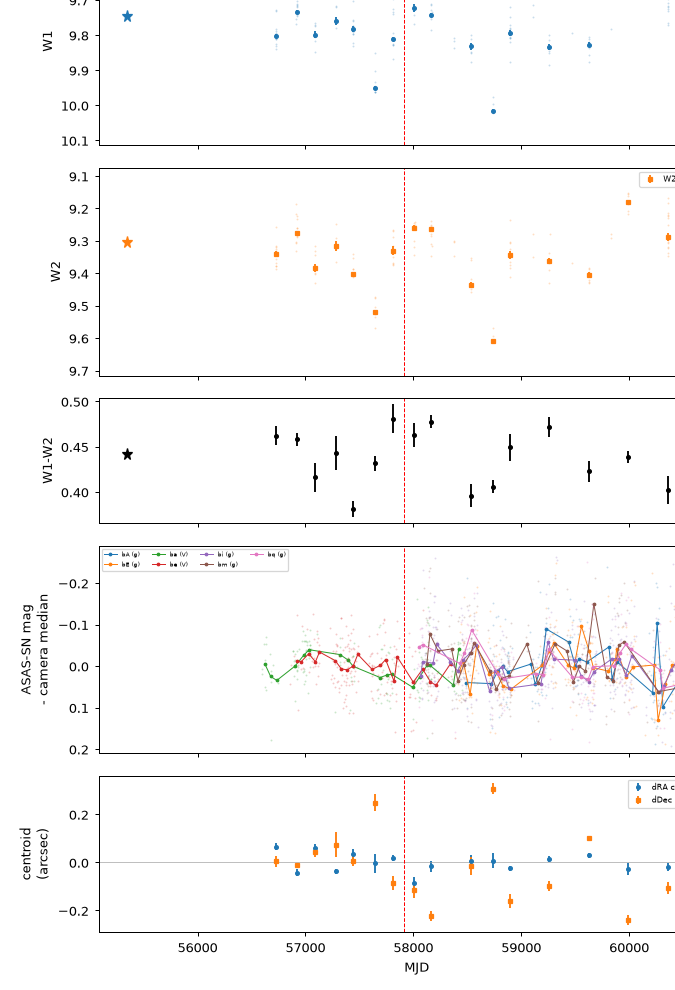 9.7
9.8
9.9
10.0
10.1
W1
9.1
9.2
9.3
9.4
9.5
9.6
9.7
W2
W2
0.50
0.45
0.40
W1-W2
bA (g) ba (V) bi (g) bq (g)
bE (g) be (V) bm (g)
−0.2
−0.1
0.0
0.1
0.2
ASAS-SN mag
- camera median
dRA c
dDec
0.2
0.0
−0.2
centroid
(arcsec)
56000 57000 58000 59000 60000
MJD